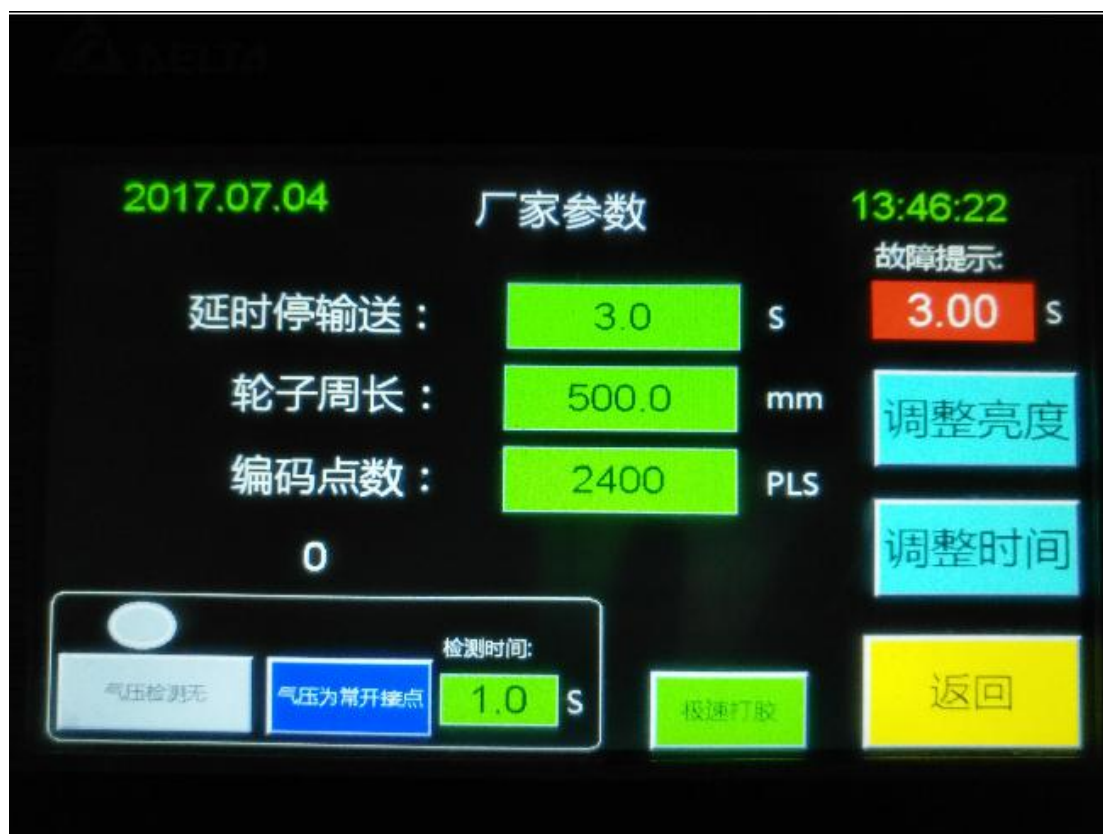 DELTA
2017.07.04 厂家参数 13:46:22
故障提示:
延时停输送： 3.0 S 3.00 S
轮子周长： 500.0 mm 调整亮度
编码点数： 2400 PLS
0 调整时间
检测时间:
气压检测无 气压为常开接点 1.0 S 极速打胶 返回